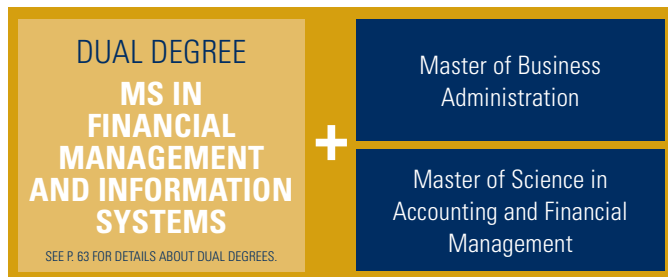 DUAL DEGREE
MS IN
FINANCIAL
MANAGEMENT
AND INFORMATION
SYSTEMS
SEE P. 63 FOR DETAILS ABOUT DUAL DEGREES.
+
Master of Business
Administration
Master of Science in
Accounting and Financial
Management